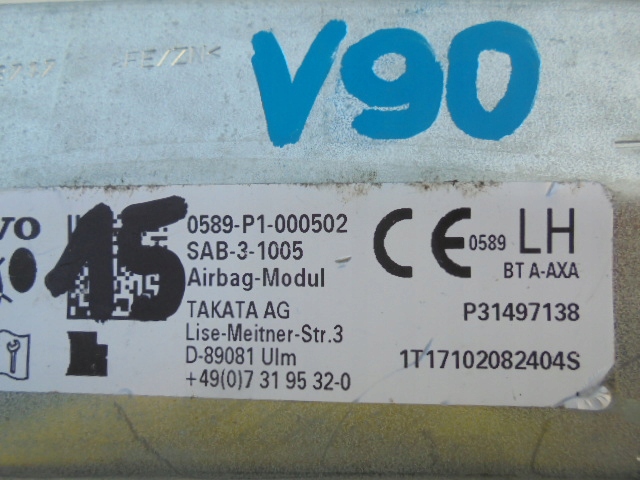 V90
15
0589-P1-000502
SAB-3-1005
Airbag-Modul
TAKATA AG
Lise-Meitner-Str.3
D-89081 Ulm
+49(0)7 31 95 32-0
CE 0589 LH
BT A-AXA
P31497138
1T17102082404S